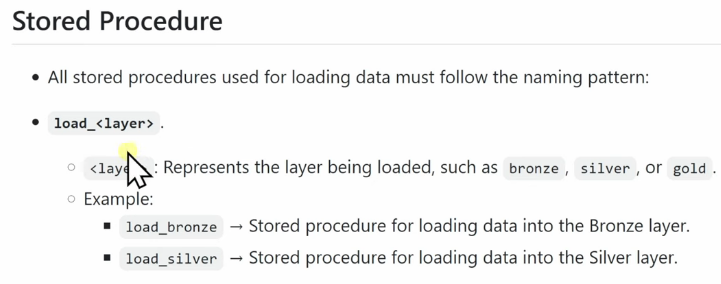 Stored Procedure
All stored procedures used for loading data must follow the naming pattern:
load_<layer>.
: Represents the layer being loaded, such as bronze, silver, or gold.
Example:
load_bronze → Stored procedure for loading data into the Bronze layer.
load_silver → Stored procedure for loading data into the Silver layer.